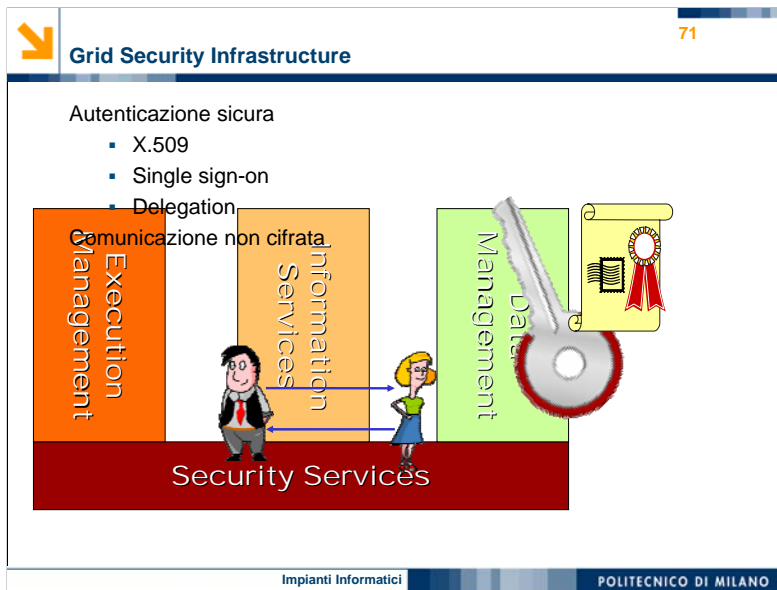 71
Grid Security Infrastructure
Autenticazione sicura
▪ X.509
▪ Single sign-on
▪ Delegation
Comunicazione non cifrata
Execution
Management
Information
Services
Data
Management
Security Services
Impianti Informatici
POLITECNICO DI MILANO